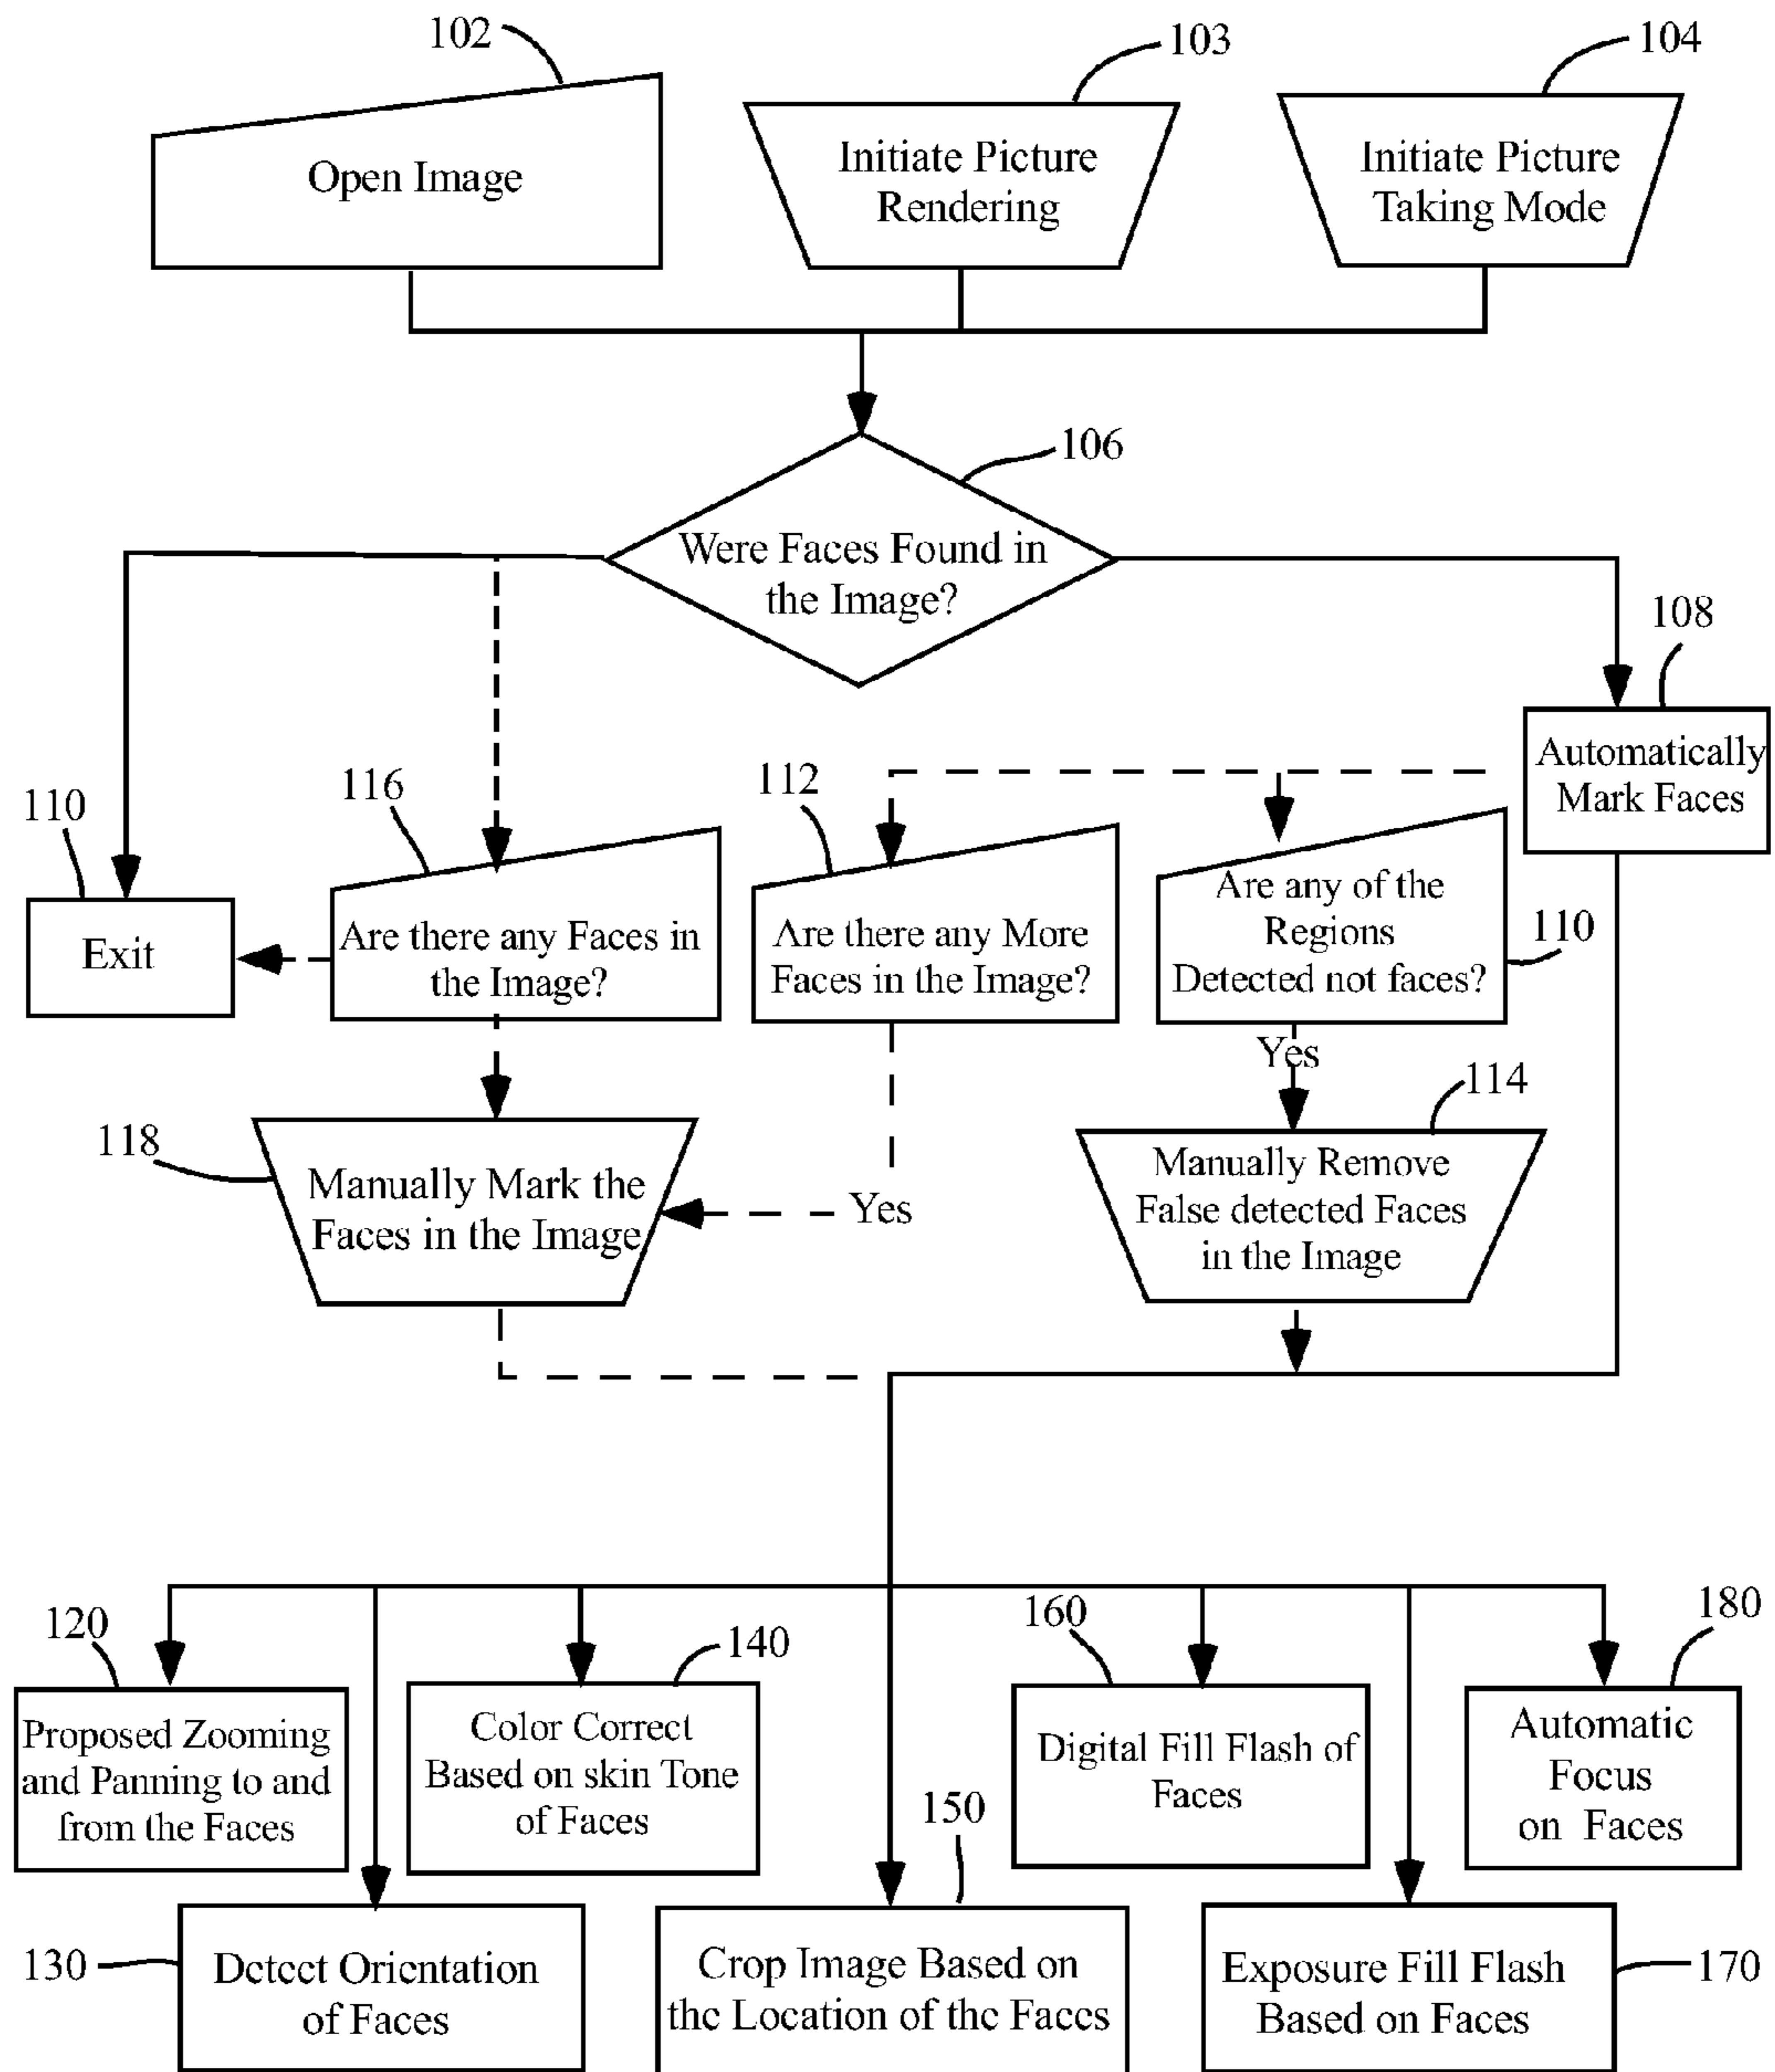 102
103
104
Open Image
Initiate Picture
Rendering
Initiate Picture
Taking Mode
106
Were Faces Found in
the Image?
108
Automatically
Mark Faces
110
116
112
Exit
Are there any Faces in
the Image?
Are there any More
Faces in the Image?
Are any of the
Regions
Detected not faces?
110
Yes
114
118
Manually Mark the
Faces in the Image
Yes
Manually Remove
False detected Faces
in the Image
120
140
160
180
Proposed Zooming
and Panning to and
from the Faces
Color Correct
Based on skin Tone
of Faces
150
Digital Fill Flash of
Faces
Automatic
Focus
on Faces
130
Detect Orientation
of Faces
Crop Image Based on
the Location of the Faces
Exposure Fill Flash
Based on Faces
170